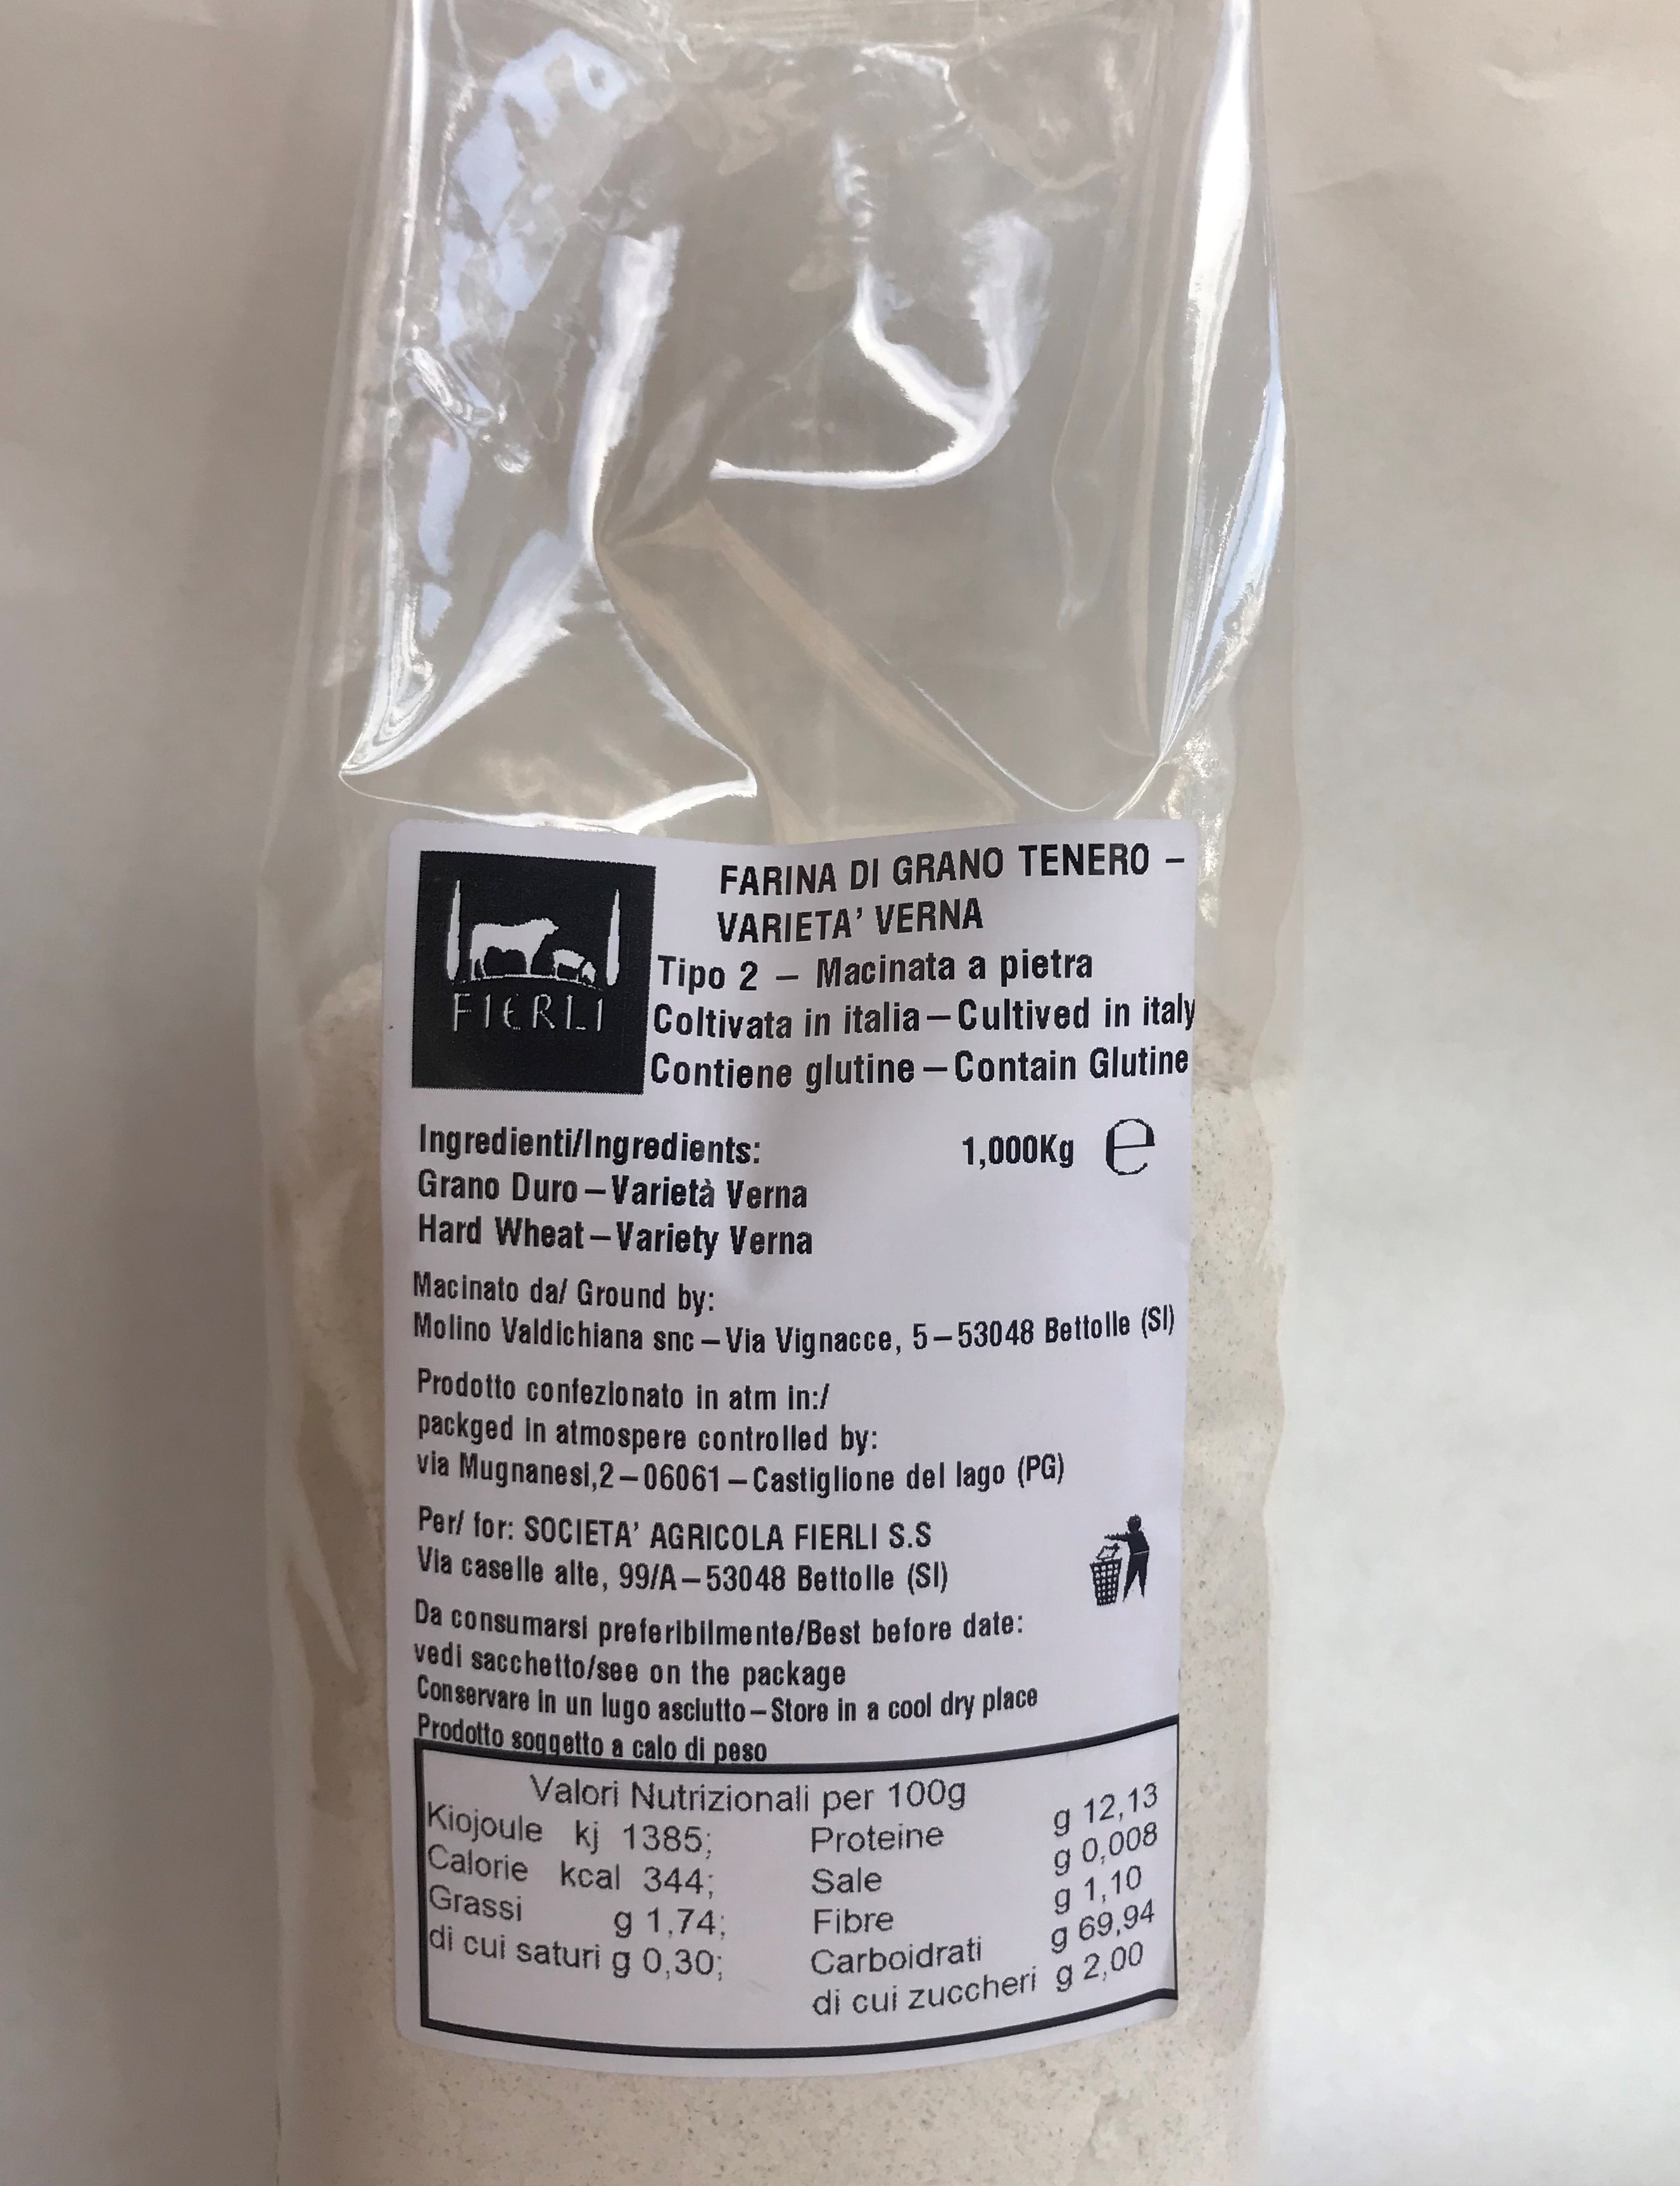 FIERLI
FARINA DI GRANO TENERO –
VARIETA' VERNA
Tipo 2 – Macinata a pietra
Coltivata in italia – Cultived in italy
Contiene glutine – Contain Glutine
Ingredienti/Ingredients:
1,000Kg ℮
Grano Duro – Varietà Verna
Hard Wheat – Variety Verna
Macinato da/ Ground by:
Molino Valdichiana snc – Via Vignacce, 5 – 53048 Bettolle (SI)
Prodotto confezionato in atm in:/
packged in atmospere controlled by:
via Mugnanesi,2 – 06061 – Castiglione del lago (PG)
Per/ for: SOCIETA' AGRICOLA FIERLI S.S
Via caselle alte, 99/A – 53048 Bettolle (SI)
Da consumarsi preferibilmente/Best before date:
vedi sacchetto/see on the package
Conservare in un lugo asciutto – Store in a cool dry place
Prodotto soggetto a calo di peso
Valori Nutrizionali per 100g
Kiojoule kj 1385;
Calorie kcal 344;
Grassi g 1,74;
di cui saturi g 0,30;
Proteine g 12,13
Sale g 0,008
Fibre g 1,10
Carboidrati g 69,94
di cui zuccheri g 2,00